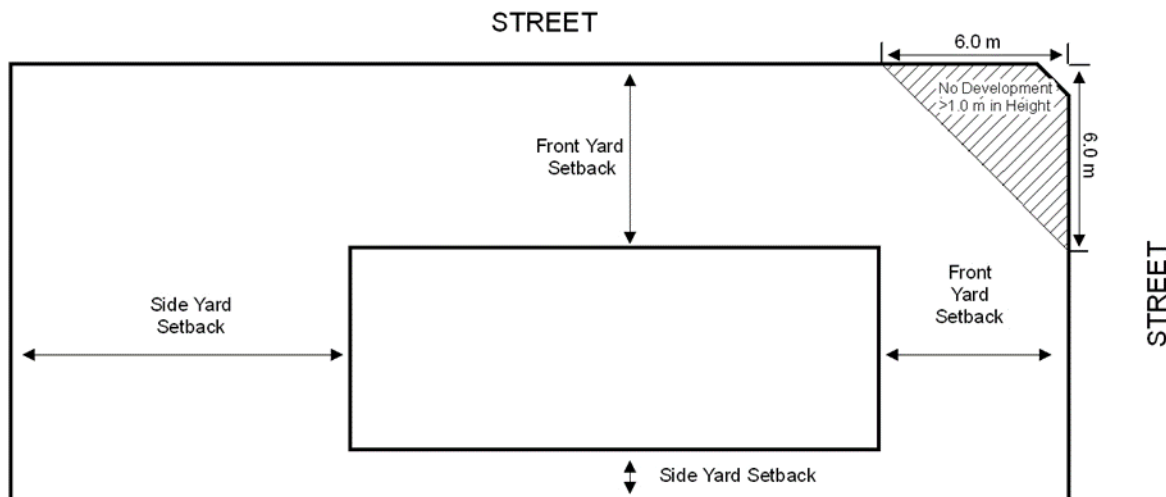 STREET
6.0 m
No Development
>1.0 m in Height
6.0 m
Front Yard
Setback
STREET
Side Yard
Setback
Front
Yard
Setback
Side Yard Setback